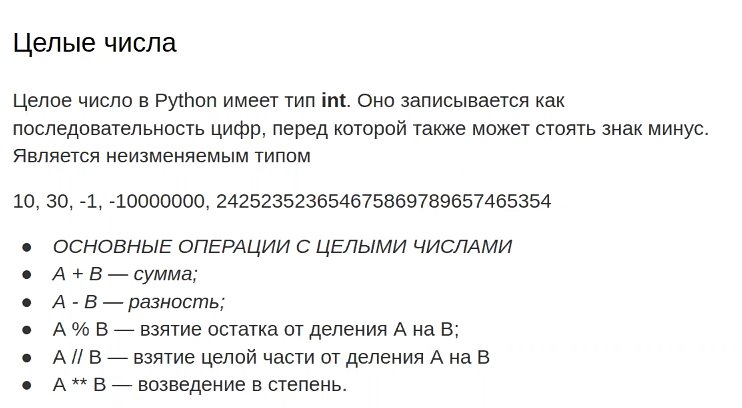 Целые числа
Целое число в Python имеет тип int. Оно записывается как
последовательность цифр, перед которой также может стоять знак минус.
Является неизменяемым типом
10, 30, -1, -10000000, 24252352365467586978965746535​4
● ОСНОВНЫЕ ОПЕРАЦИИ С ЦЕЛЫМИ ЧИСЛАМИ
● A + B — сумма;
● A - B — разность;
● A % B — взятие остатка от деления A на B;
● A // B — взятие целой части от деления A на B
● A ** B — возведение в степень.